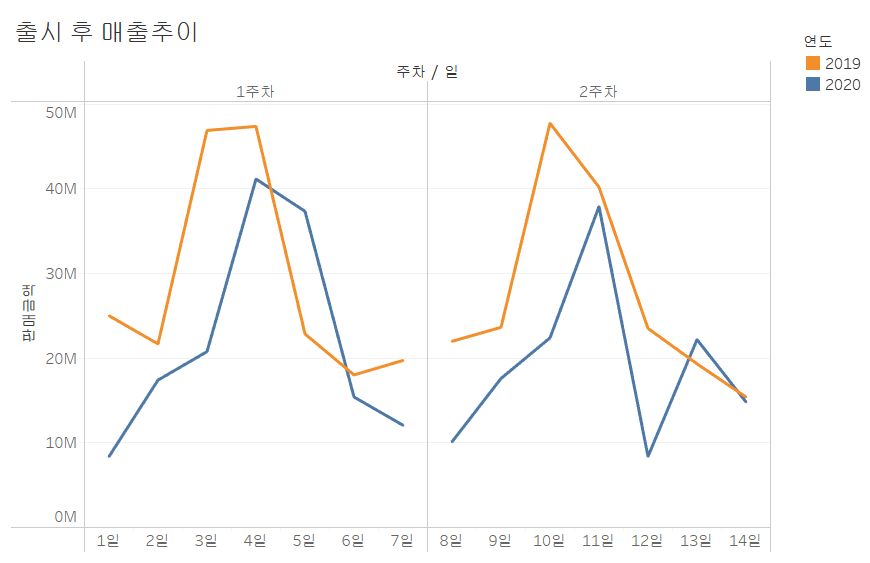 출시 후 매출추이
연도
2019
2020
주차 / 일
1주차
2주차
50M
40M
30M
20M
10M
0M
판매금액
1일 2일 3일 4일 5일 6일 7일 8일 9일 10일 11일 12일 13일 14일